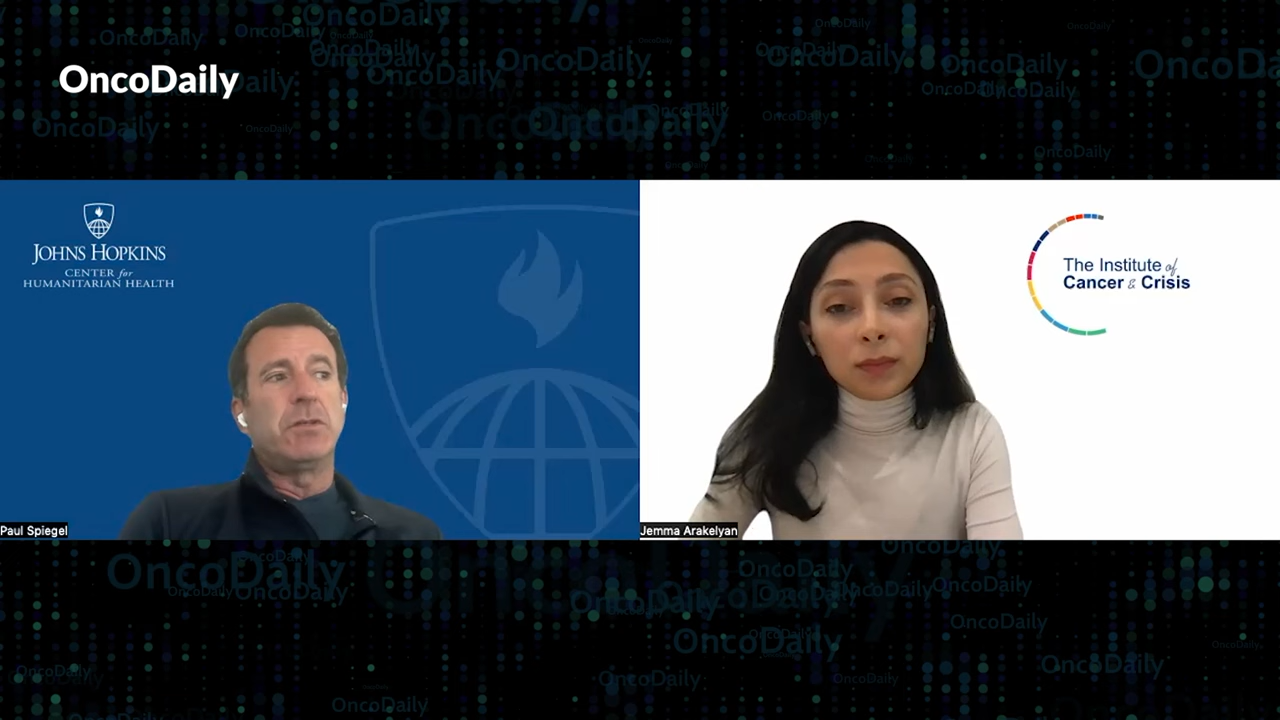 OncoDaily
JOHNS HOPKINS
CENTER for
HUMANITARIAN HEALTH
The Institute of
Cancer & Crisis
Paul Spiegel
Jemma Arakelyan